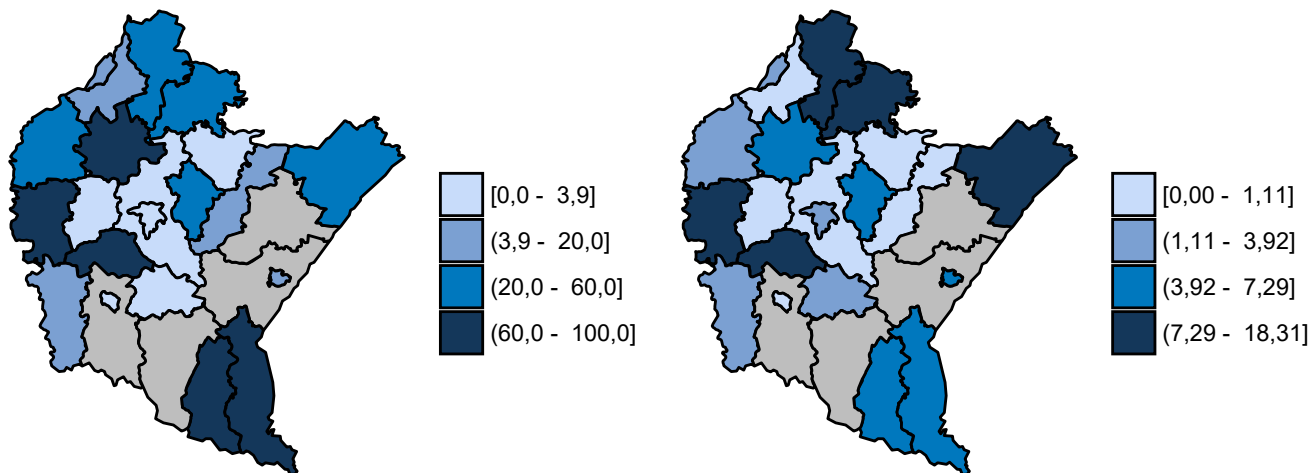 [0,0 - 3,9]
(3,9 - 20,0]
(20,0 - 60,0]
(60,0 - 100,0]
[0,00 - 1,11]
(1,11 - 3,92]
(3,92 - 7,29]
(7,29 - 18,31]